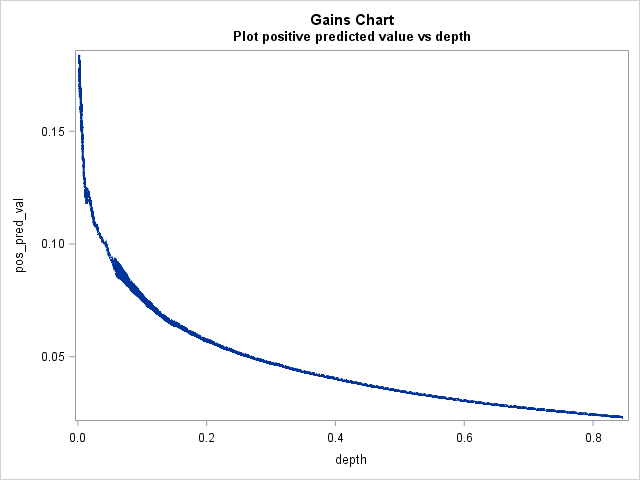 Gains Chart
Plot positive predicted value vs depth
pos_pred_val
0.15
0.10
0.05
0.0 0.2 0.4 0.6 0.8
depth